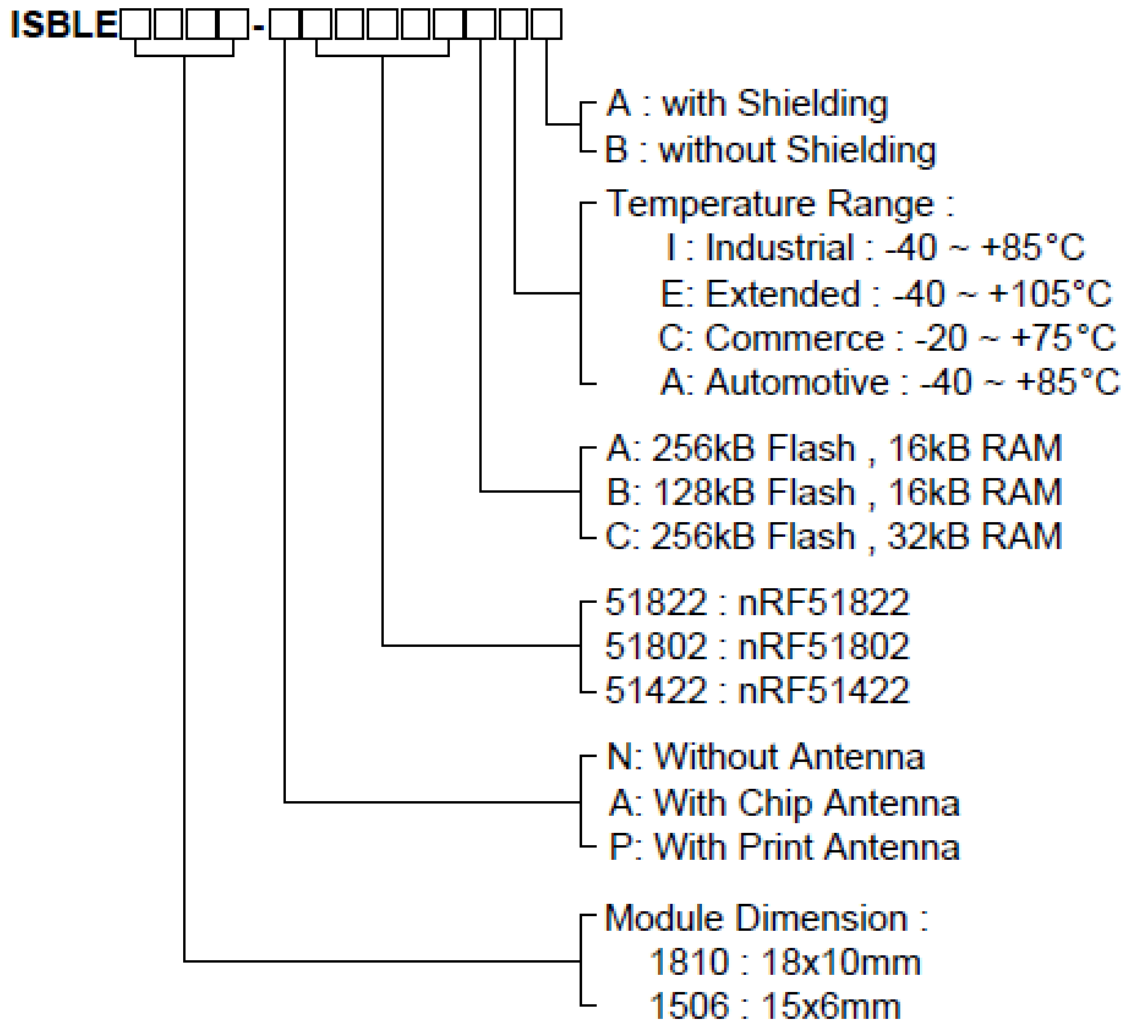 ISBLE□□□□-□□□□□□□□□
A : with Shielding
B : without Shielding
Temperature Range :
I : Industrial : -40 ~ +85°C
E: Extended : -40 ~ +105°C
C: Commerce : -20 ~ +75°C
A: Automotive : -40 ~ +85°C
A: 256kB Flash , 16kB RAM
B: 128kB Flash , 16kB RAM
C: 256kB Flash , 32kB RAM
51822 : nRF51822
51802 : nRF51802
51422 : nRF51422
N: Without Antenna
A: With Chip Antenna
P: With Print Antenna
Module Dimension :
1810 : 18x10mm
1506 : 15x6mm